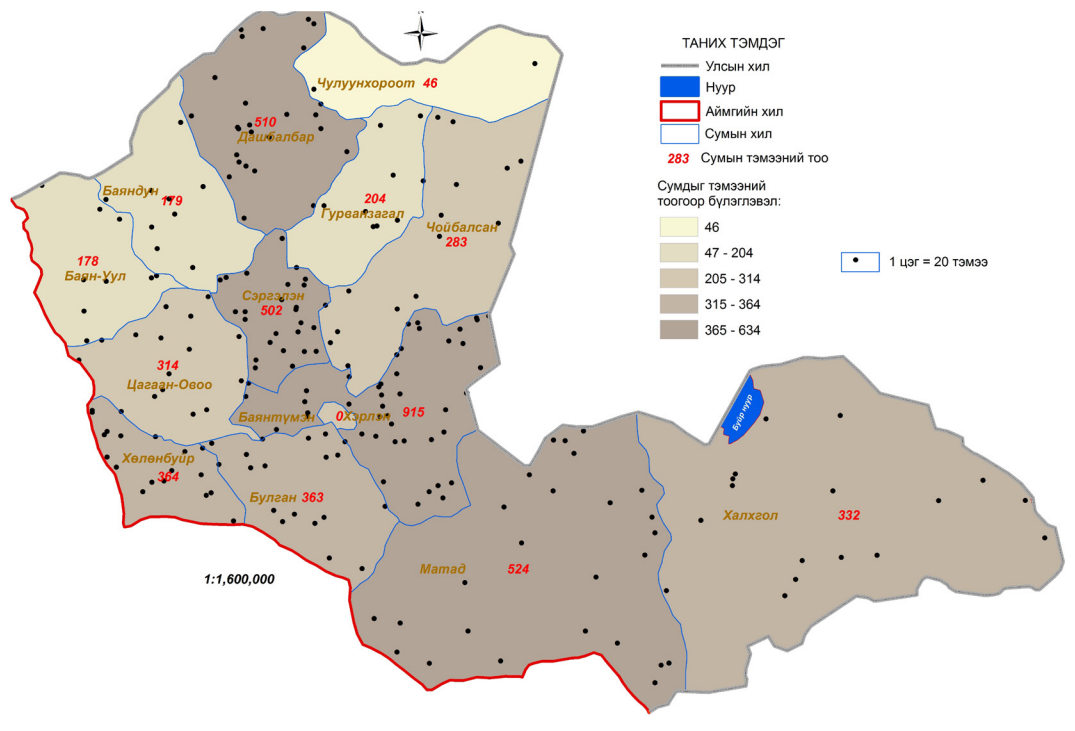 ТАНИХ ТЭМДЭГ
Улсын хил
Нуур
Аймгийн хил
Сумын хил
283 Сумын тэмээний тоо
Сумдыг тэмээний
тоогоор бүлэглэвэл:
46
47 - 204
205 - 314
315 - 364
365 - 634
1 цэг = 20 тэмээ
Чулуунхороот 46
510
Дашбалбар
Баяндун
179
204
Гурванзагал
Чойбалсан
283
178
Баян-Уул
Сэргэлэн
502
314
Цагаан-Овоо
Баянтүмэн
0 Хэрлэн 915
Буйр нуур
Хөлөнбуйр
364
Булган 363
Халхгол 332
Матад 524
1:1,600,000